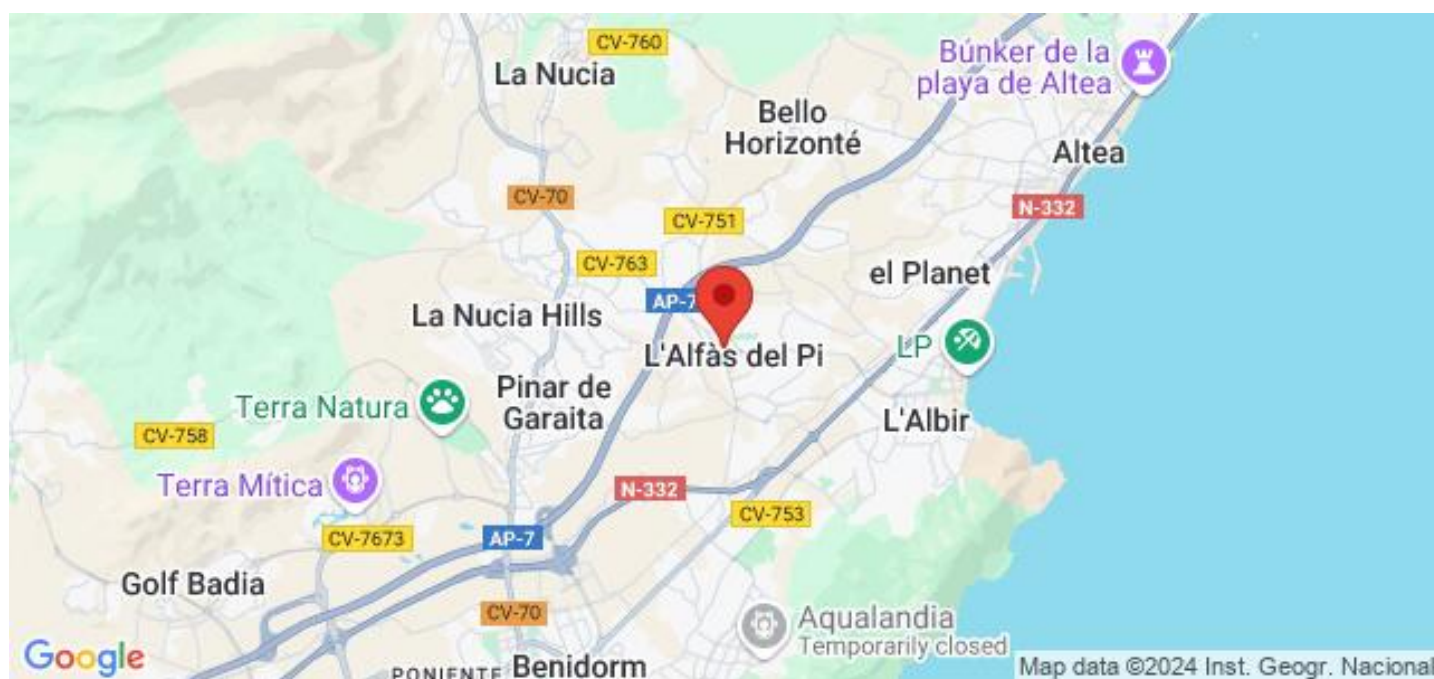 CV-760
La Nucia
Búnker de la
playa de Altea
Bello
Horizonté
Altea
CV-70
N-332
CV-751
CV-763
el Planet
AP-7
La Nucia Hills
L'Alfàs del Pi
LP
Pinar de
Garaita
Terra Natura
L'Albir
CV-758
Terra Mítica
N-332
CV-753
CV-7673
AP-7
Golf Badia
CV-70
Aqualandia
Temporarily closed
Google
PONIENTE
Benidorm
Map data ©2024 Inst. Geogr. Nacional